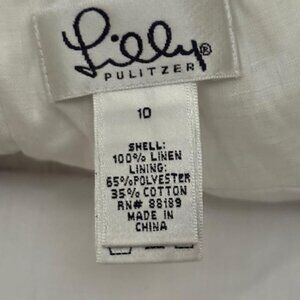 Lilly®
PULITZER
10
SHELL:
100% LINEN
LINING:
65%POLYESTER
35% COTTON
RN# 88189
MADE IN
CHINA